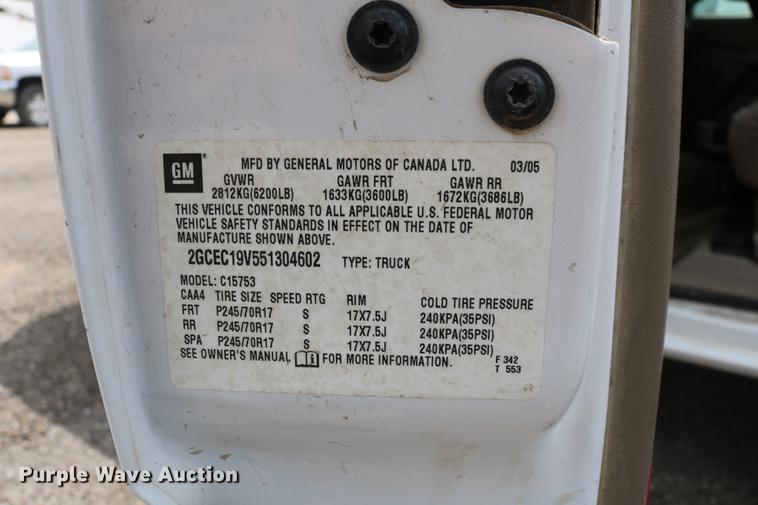 GM
MFD BY GENERAL MOTORS OF CANADA LTD. 03/05
GVWR GAWR FRT GAWR RR
2812KG(6200LB) 1633KG(3600LB) 1672KG(3686LB)
THIS VEHICLE CONFORMS TO ALL APPLICABLE U.S. FEDERAL MOTOR
VEHICLE SAFETY STANDARDS IN EFFECT ON THE DATE OF
MANUFACTURE SHOWN ABOVE.
2GCEC19V551304602 TYPE: TRUCK
MODEL: C15753
CAA4 TIRE SIZE SPEED RTG RIM COLD TIRE PRESSURE
FRT P245/70R17 S 17X7.5J 240KPA(35PSI)
RR P245/70R17 S 17X7.5J 240KPA(35PSI)
SPA P245/70R17 S 17X7.5J 240KPA(35PSI)
SEE OWNER'S MANUAL FOR MORE INFORMATION.
F 342
T 553
Purple Wave Auction